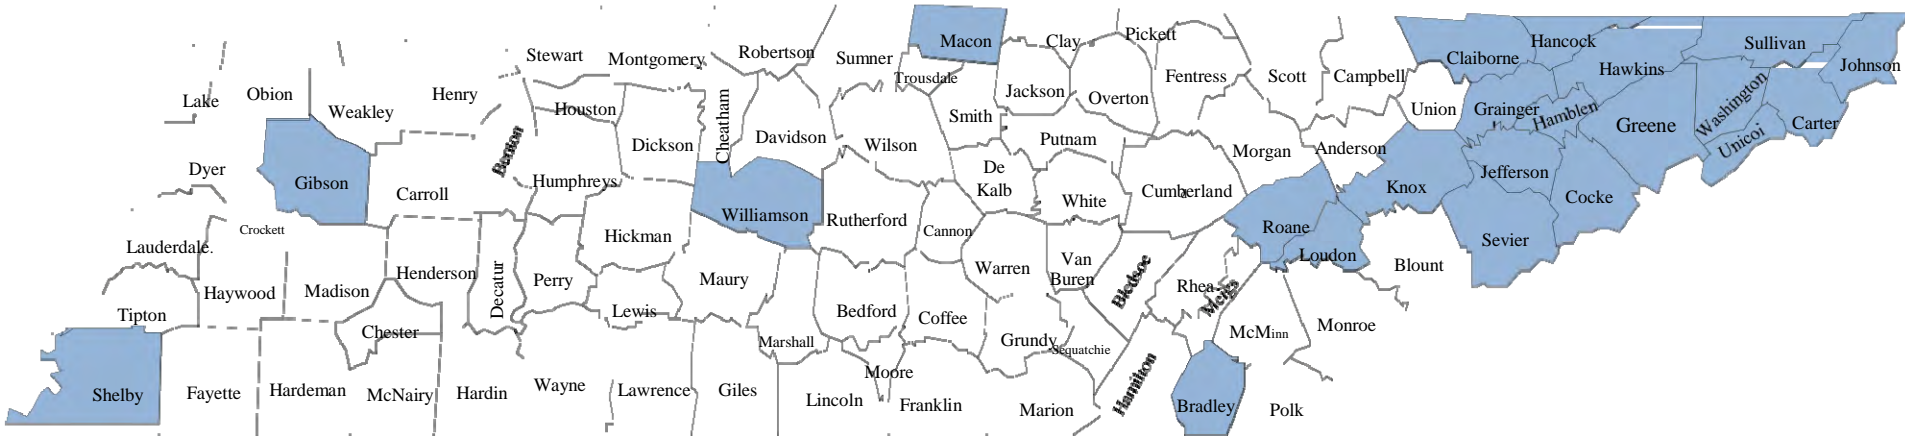 Lake
Obion
Weakley
Henry
Stewart
Montgomery
Robertson
Sumner
Macon
Trousdale
Clay
Pickett
Jackson
Overton
Fentress
Scott
Campbell
Claiborne
Hancock
Hawkins
Sullivan
Johnson
Houston
Dickson
Cheatham
Davidson
Wilson
Smith
Putnam
Morgan
Anderson
Union
Grainger
Hamblen
Greene
Washington
Unicoi
Carter
Dyer
Gibson
Carroll
Benton
Humphreys
Williamson
Rutherford
Cannon
De
Kalb
White
Cumberland
Roane
Loudon
Knox
Jefferson
Sevier
Cocke
Lauderdale.
Crockett
Haywood
Madison
Henderson
Decatur
Perry
Hickman
Lewis
Maury
Bedford
Coffee
Warren
Van
Buren
Bledsoe
Rhea
Meigs
Blount
Tipton
Chester
Marshall
Moore
Grundy
Sequatchie
McMinn
Monroe
Shelby
Fayette
Hardeman
McNairy
Hardin
Wayne
Lawrence
Giles
Lincoln
Franklin
Marion
Hamilton
Bradley
Polk